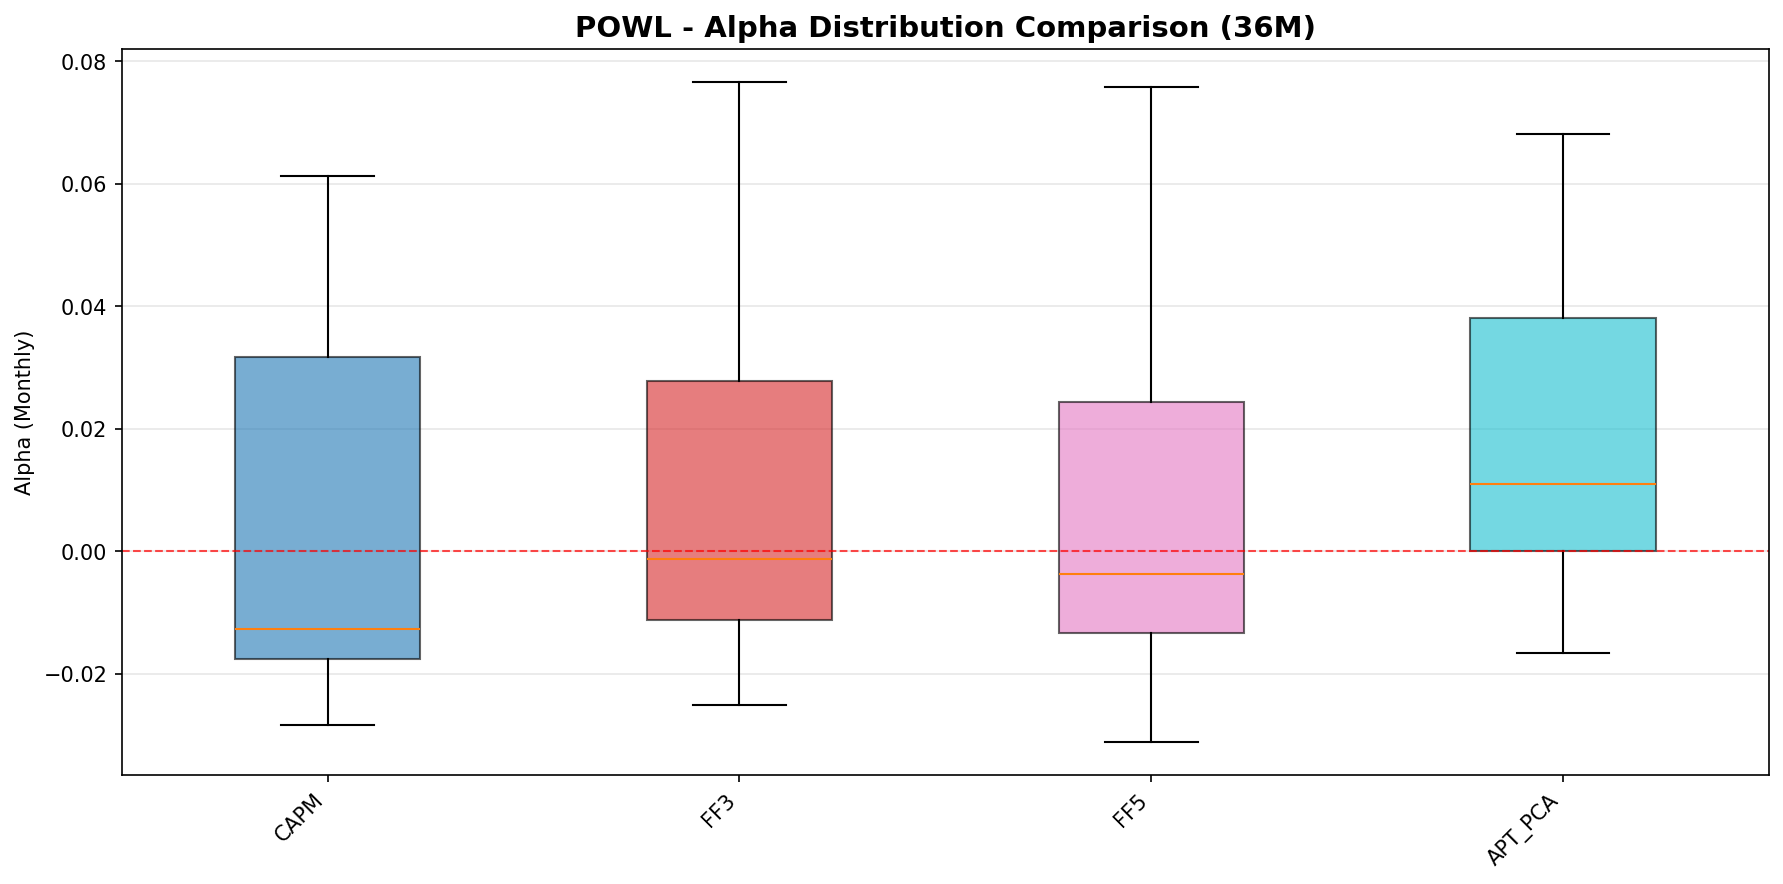 POWL - Alpha Distribution Comparison (36M)
Alpha (Monthly)
0.08
0.06
0.04
0.02
0.00
−0.02
CAPM
FF3
FF5
APT_PCA